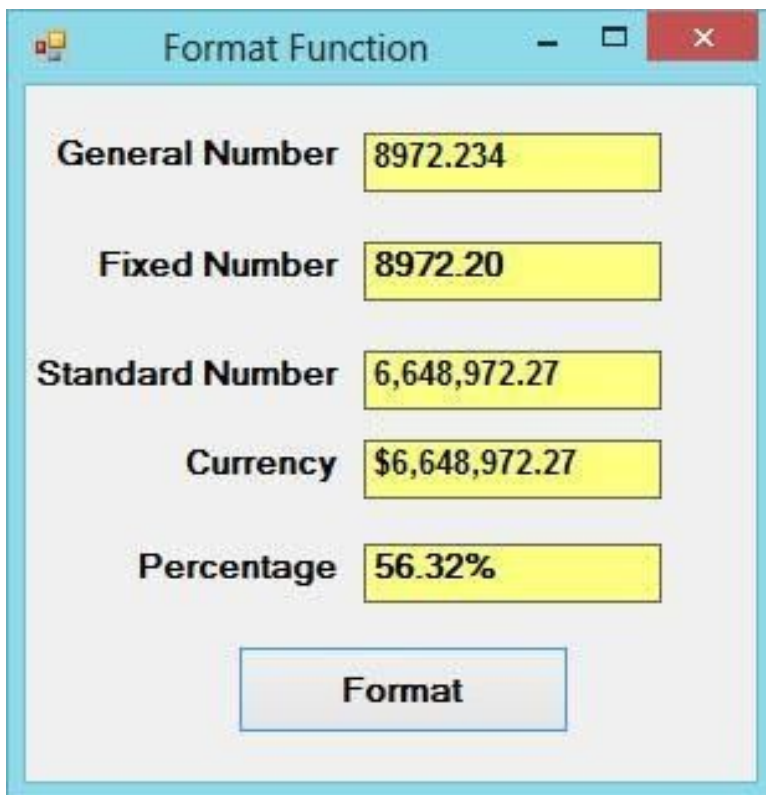 Format Function
General Number 8972.234
Fixed Number 8972.20
Standard Number 6,648,972.27
Currency $6,648,972.27
Percentage 56.32%
Format